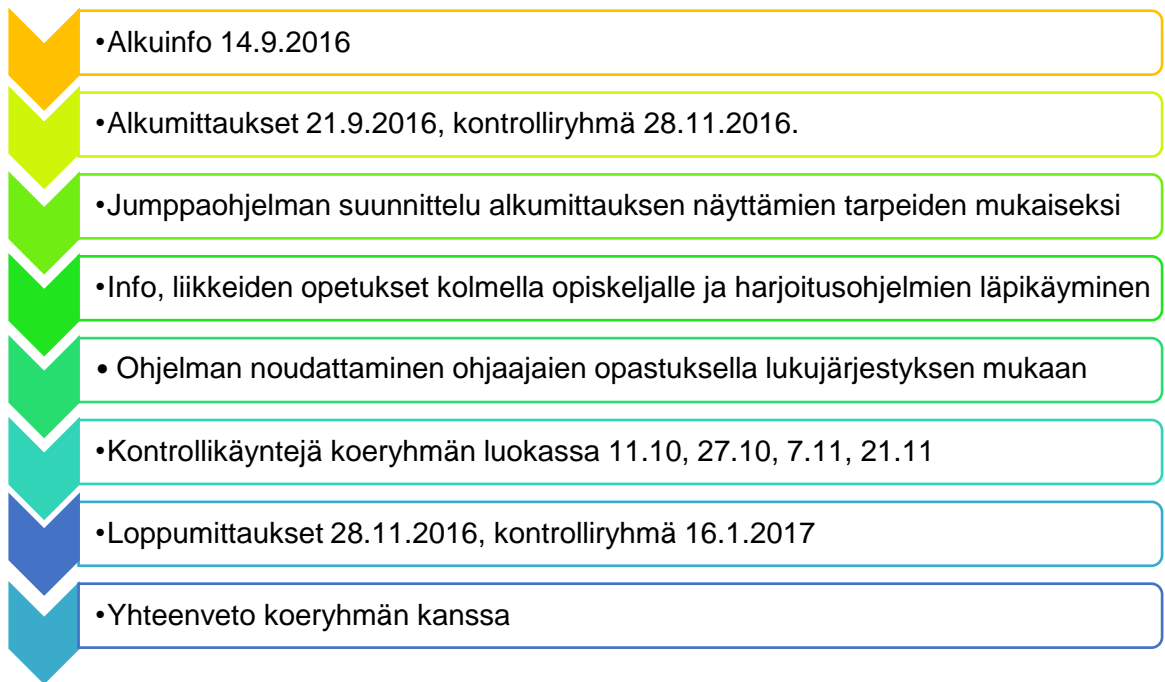 •Alkuinfo 14.9.2016
•Alkumittaukset 21.9.2016, kontrolliryhmä 28.11.2016.
•Jumppaohjelman suunnittelu alkumittauksen näyttämien tarpeiden mukaiseksi
•Info, liikkeiden opetukset kolmella opiskeljalle ja harjoitusohjelmien läpikäyminen
• Ohjelman noudattaminen ohjaajaien opastuksella lukujärjestyksen mukaan
•Kontrollikäyntejä koeryhmän luokassa 11.10, 27.10, 7.11, 21.11
•Loppumittaukset 28.11.2016, kontrolliryhmä 16.1.2017
•Yhteenveto koeryhmän kanssa